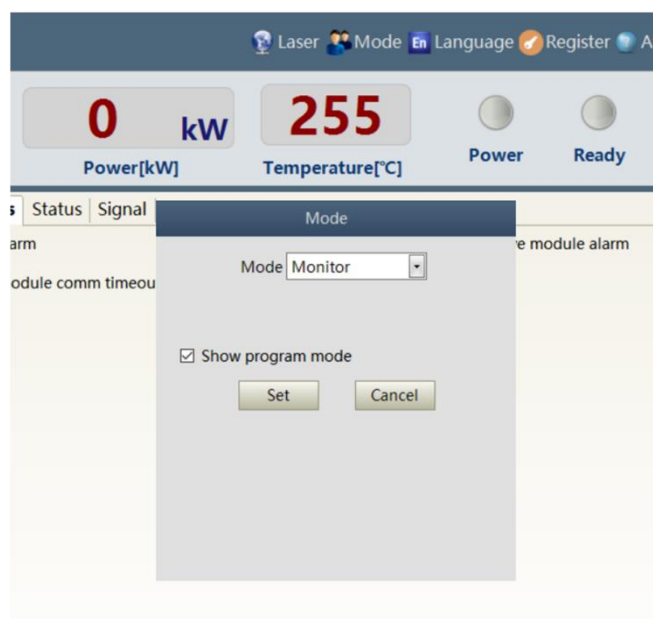 Laser Mode En Language Register A
0 kW 255
Power[kW] Temperature[℃] Power Ready
s Status Signal
Mode
arm e module alarm
Mode Monitor
odule comm timeou
Show program mode
Set Cancel